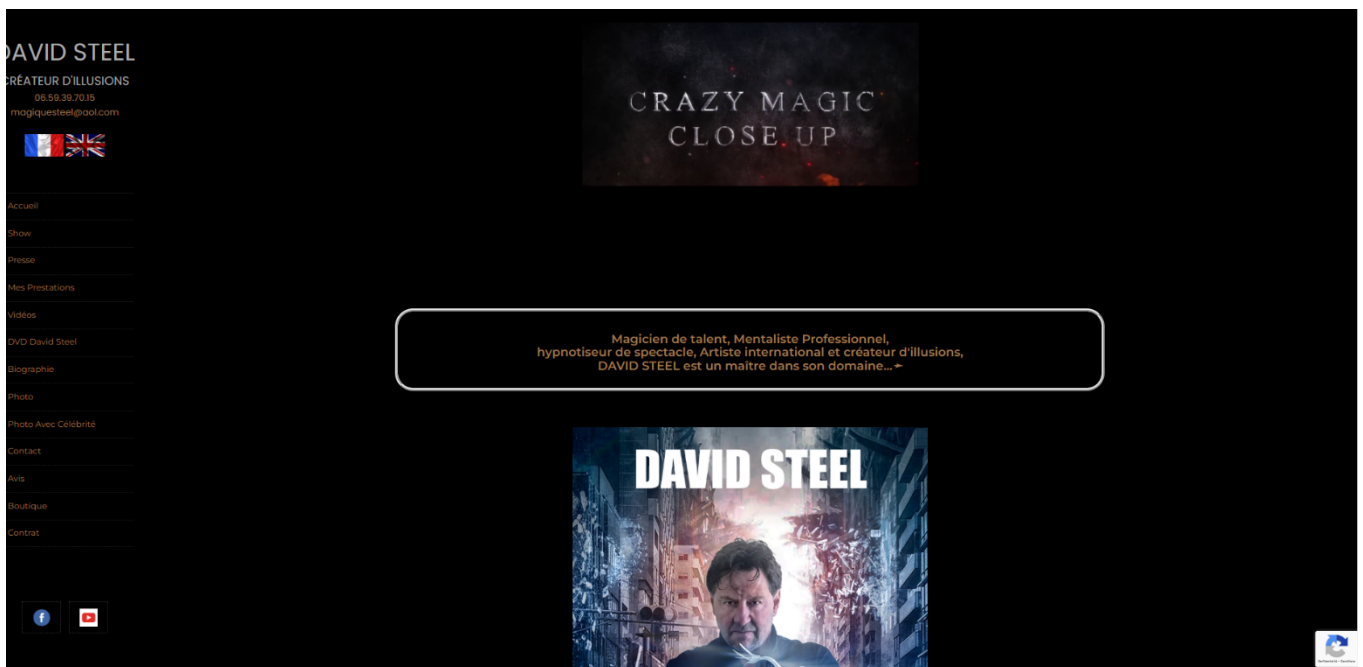 DAVID STEEL
CRÉATEUR D'ILLUSIONS
06.59.39.70.15
magiquesteel@aol.com
Accueil
Show
Presse
Mes Prestations
Vidéos
DVD David Steel
Biographie
Photo
Photo Avec Célébrité
Contact
Avis
Boutique
Contrat
CRAZY MAGIC
CLOSE UP
Magicien de talent, Mentaliste Professionnel,
hypnotiseur de spectacle, Artiste international et créateur d'illusions,
DAVID STEEL est un maître dans son domaine...
DAVID STEEL